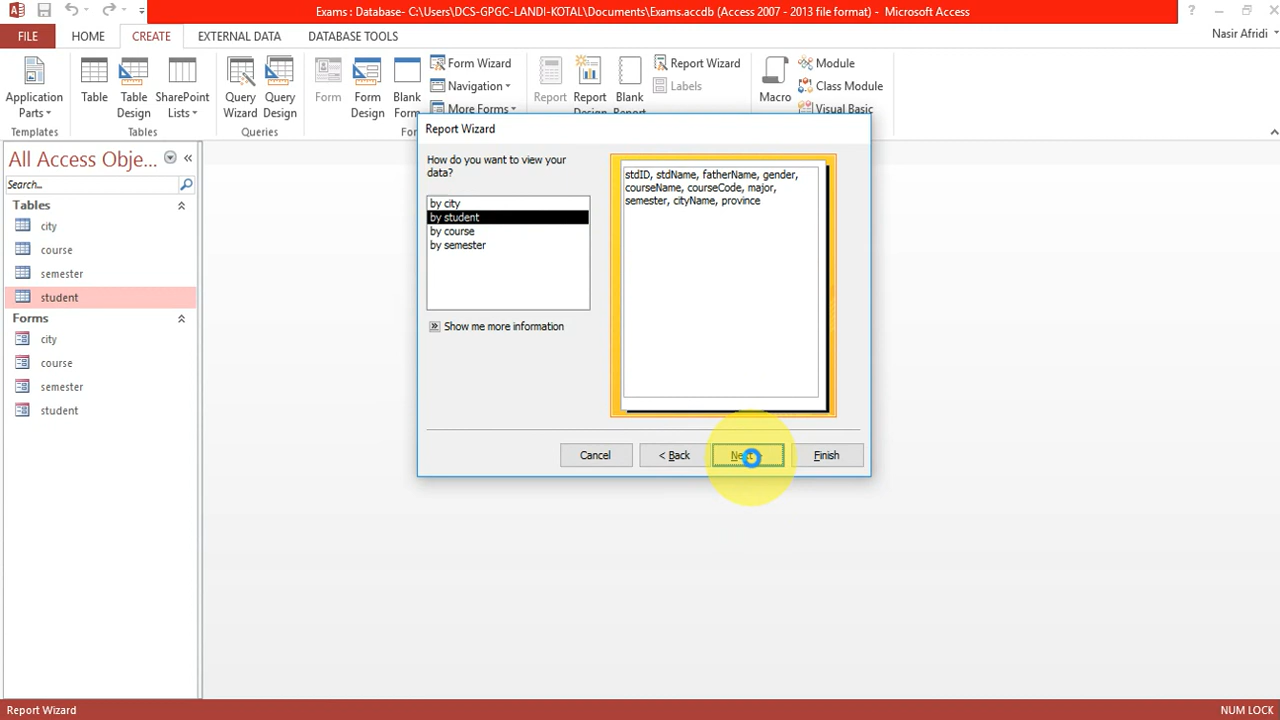 Exams : Database- C:\Users\DCS-GPGC-LANDI-KOTAL\Documents\Exams.accdb (Access 2007 - 2013 file format) - Microsoft Access
?
FILE HOME CREATE EXTERNAL DATA DATABASE TOOLS
Nasir Afridi
Application Parts
Templates
Table
Table Design
SharePoint Lists
Tables
Query Wizard
Query Design
Queries
Form
Form Design
Blank Form
Form Wizard
Navigation
More Forms
Report
Report
Blank
Report Wizard
Labels
Macro
Module
Class Module
Visual Basic
All Access Obje...
Search...
Tables
city
course
semester
student
Forms
city
course
semester
student
Report Wizard
How do you want to view your
data?
by city
by student
by course
by semester
Show me more information
stdID, stdName, fatherName, gender,
courseName, courseCode, major,
semester, cityName, province
Cancel
< Back
Finish
Report Wizard
NUM LOCK